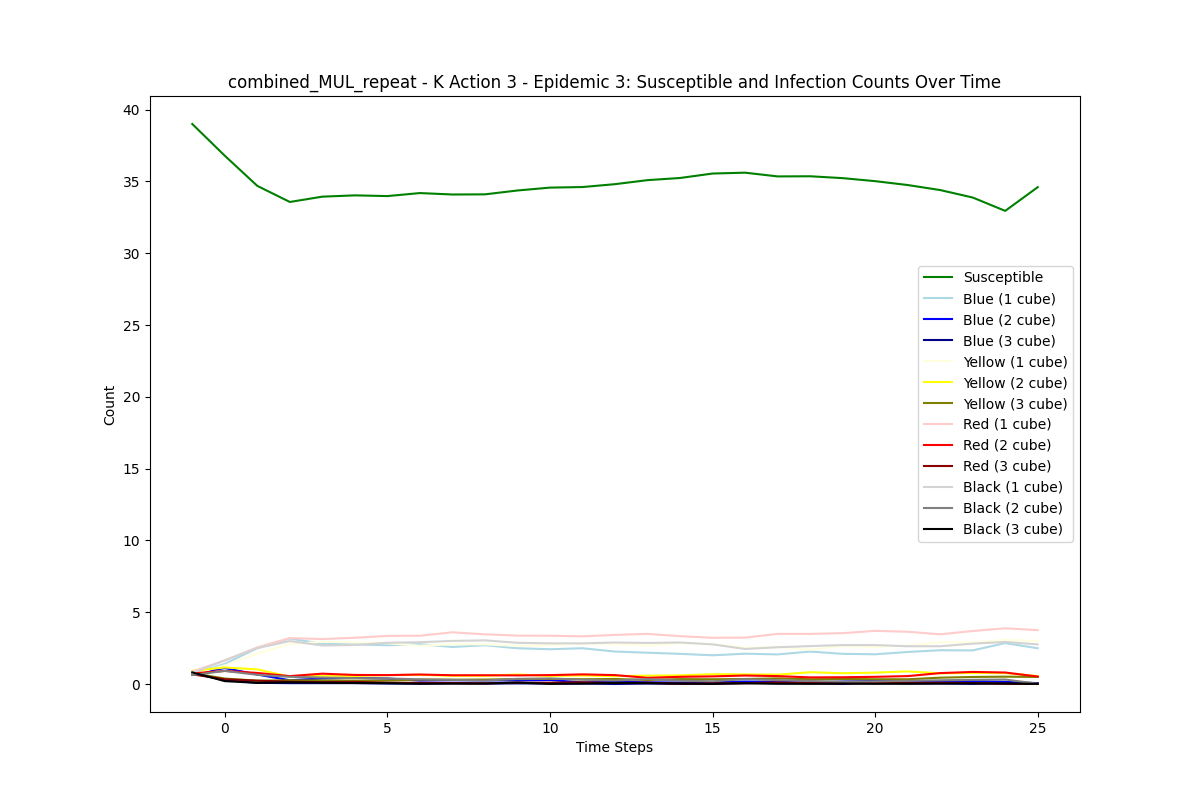 combined_MUL_repeat - K Action 3 - Epidemic 3: Susceptible and Infection Counts Over Time
40
35
30
25
20
15
10
5
0
Count
Susceptible
Blue (1 cube)
Blue (2 cube)
Blue (3 cube)
Yellow (1 cube)
Yellow (2 cube)
Yellow (3 cube)
Red (1 cube)
Red (2 cube)
Red (3 cube)
Black (1 cube)
Black (2 cube)
Black (3 cube)
0 5 10 15 20 25
Time Steps